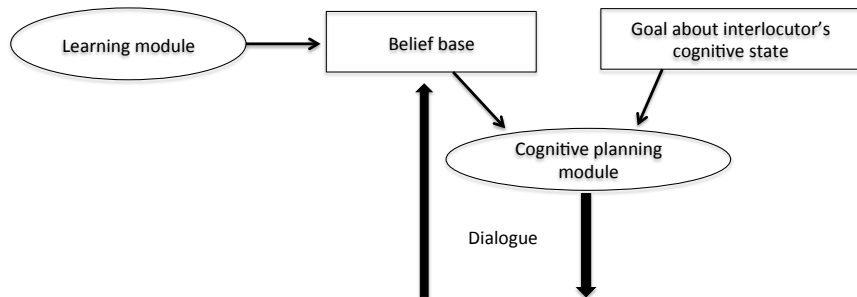 Learning module
Belief base
Goal about interlocutor's
cognitive state
Cognitive planning
module
Dialogue